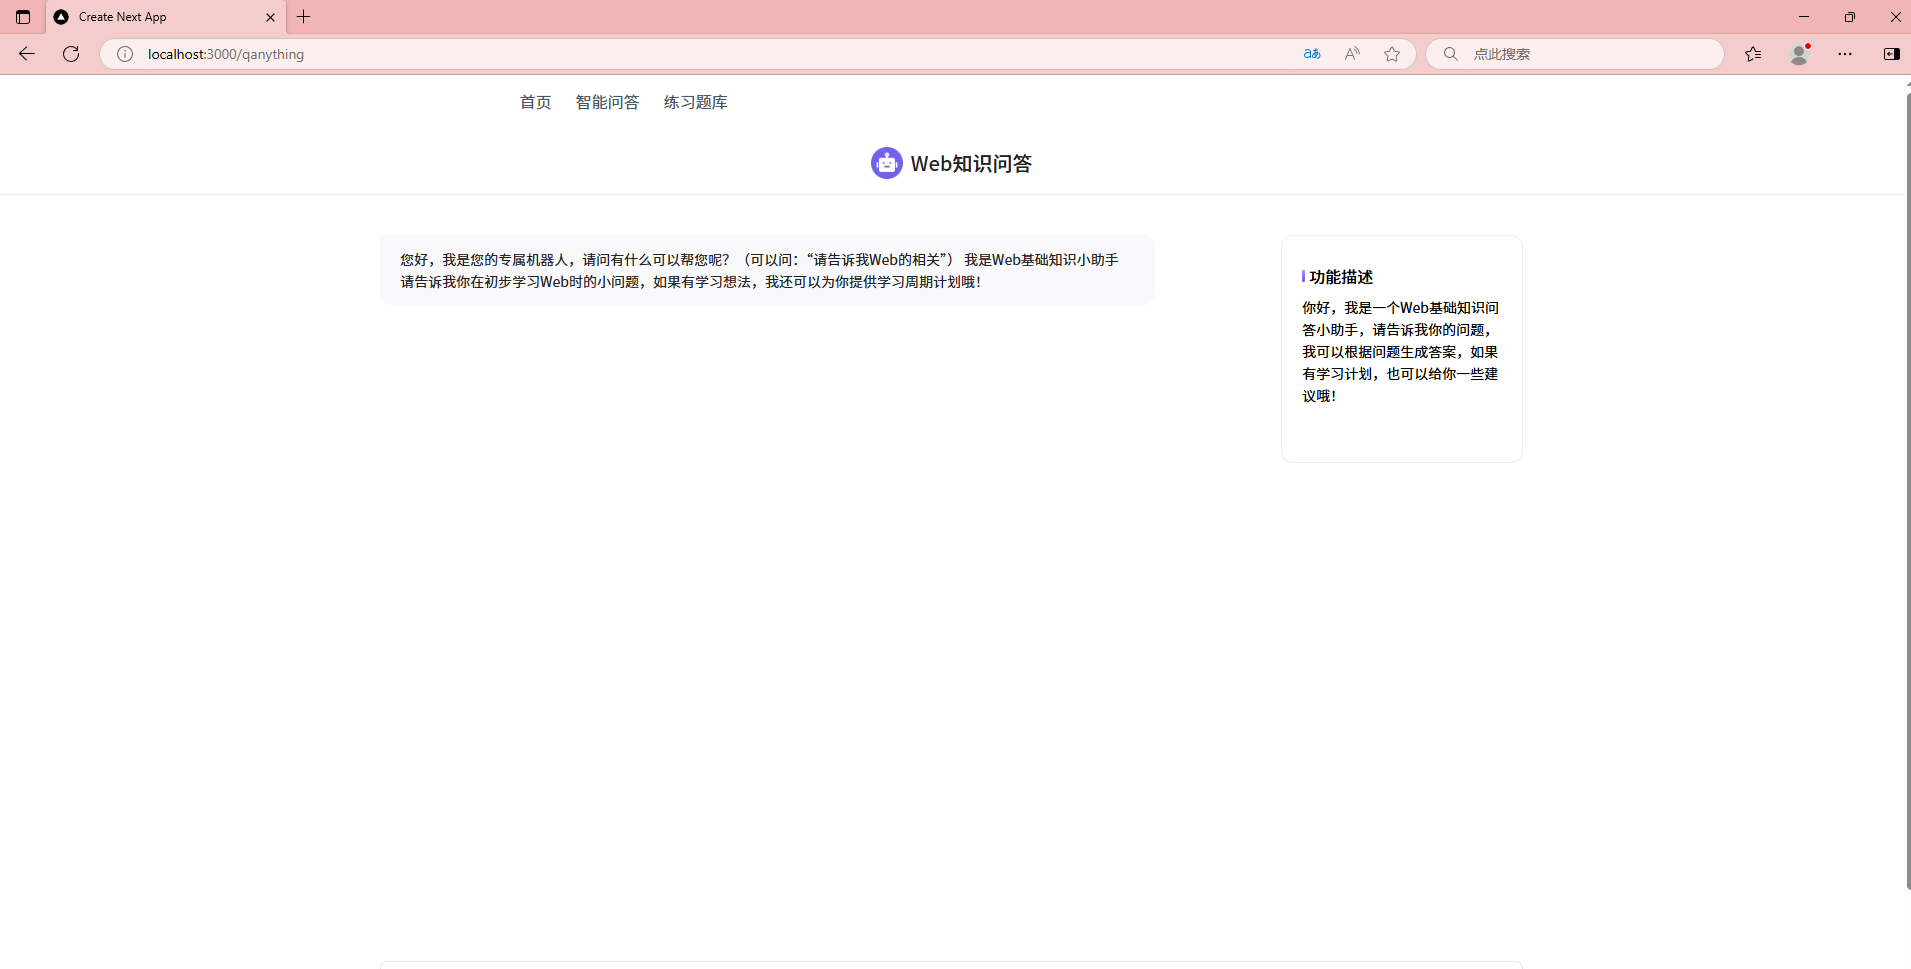 Create Next App
localhost:3000/qanything
点此搜索
首页 智能问答 练习题库
Web知识问答
您好，我是您的专属机器人，请问有什么可以帮您呢？（可以问：“请告诉我Web的相关”） 我是Web基础知识小助手
请告诉我你在初步学习Web时的小问题，如果有学习想法，我还可以为你提供学习周期计划哦！
功能描述
你好，我是一个Web基础知识问
答小助手，请告诉我你的问题，
我可以根据问题生成答案，如果
有学习计划，也可以给你一些建
议哦！